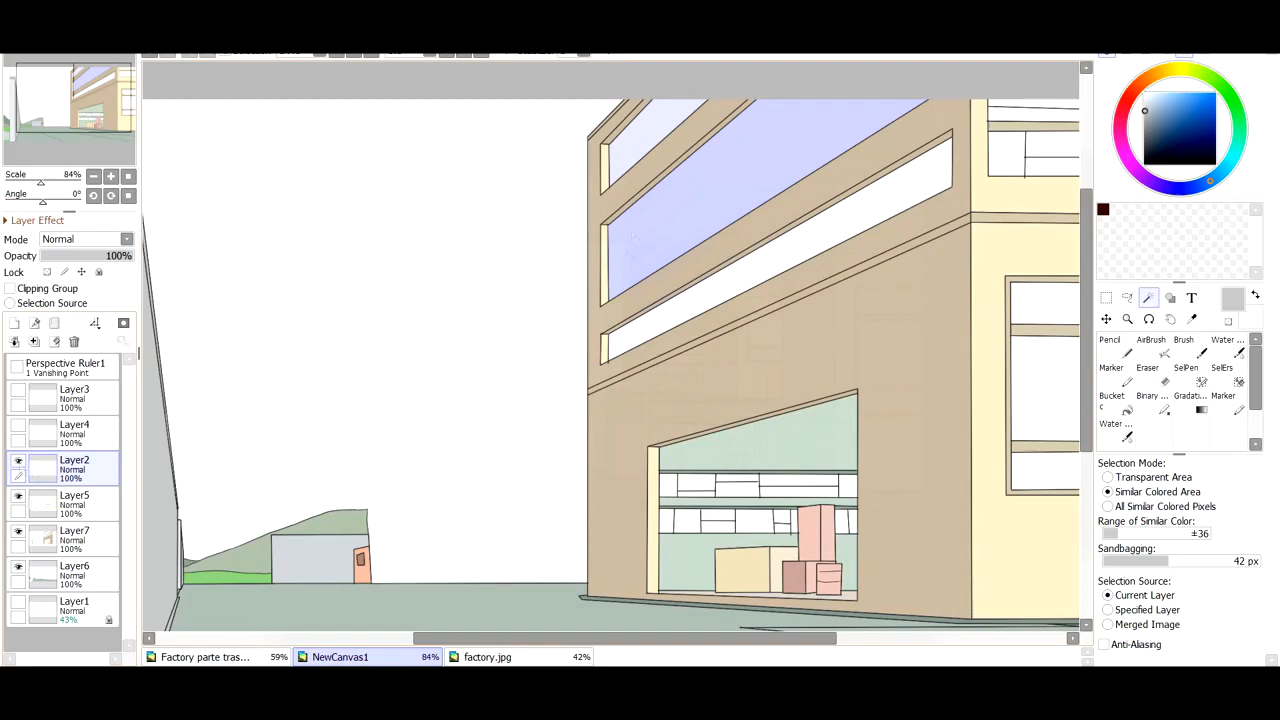 Scale 84%
Angle 0°
Layer Effect
Mode Normal
Opacity 100%
Lock
Clipping Group
Selection Source
Perspective Ruler1
1 Vanishing Point
Layer3
Normal
100%
Layer4
Normal
100%
Layer2
Normal
100%
Layer5
Normal
100%
Layer7
Normal
100%
Layer6
Normal
100%
Layer1
Normal
43%
Factory parte tras... 59%
NewCanvas1 84%
factory.jpg 42%
T
Pencil AirBrush Brush Water ...
Marker Eraser SelPen SelErs
Bucket Binary ... Gradati... Marker
c
Water ...
Selection Mode:
Transparent Area
Similar Colored Area
All Similar Colored Pixels
Range of Similar Color:
±36
Sandbagging:
42 px
Selection Source:
Current Layer
Specified Layer
Merged Image
Anti-Aliasing